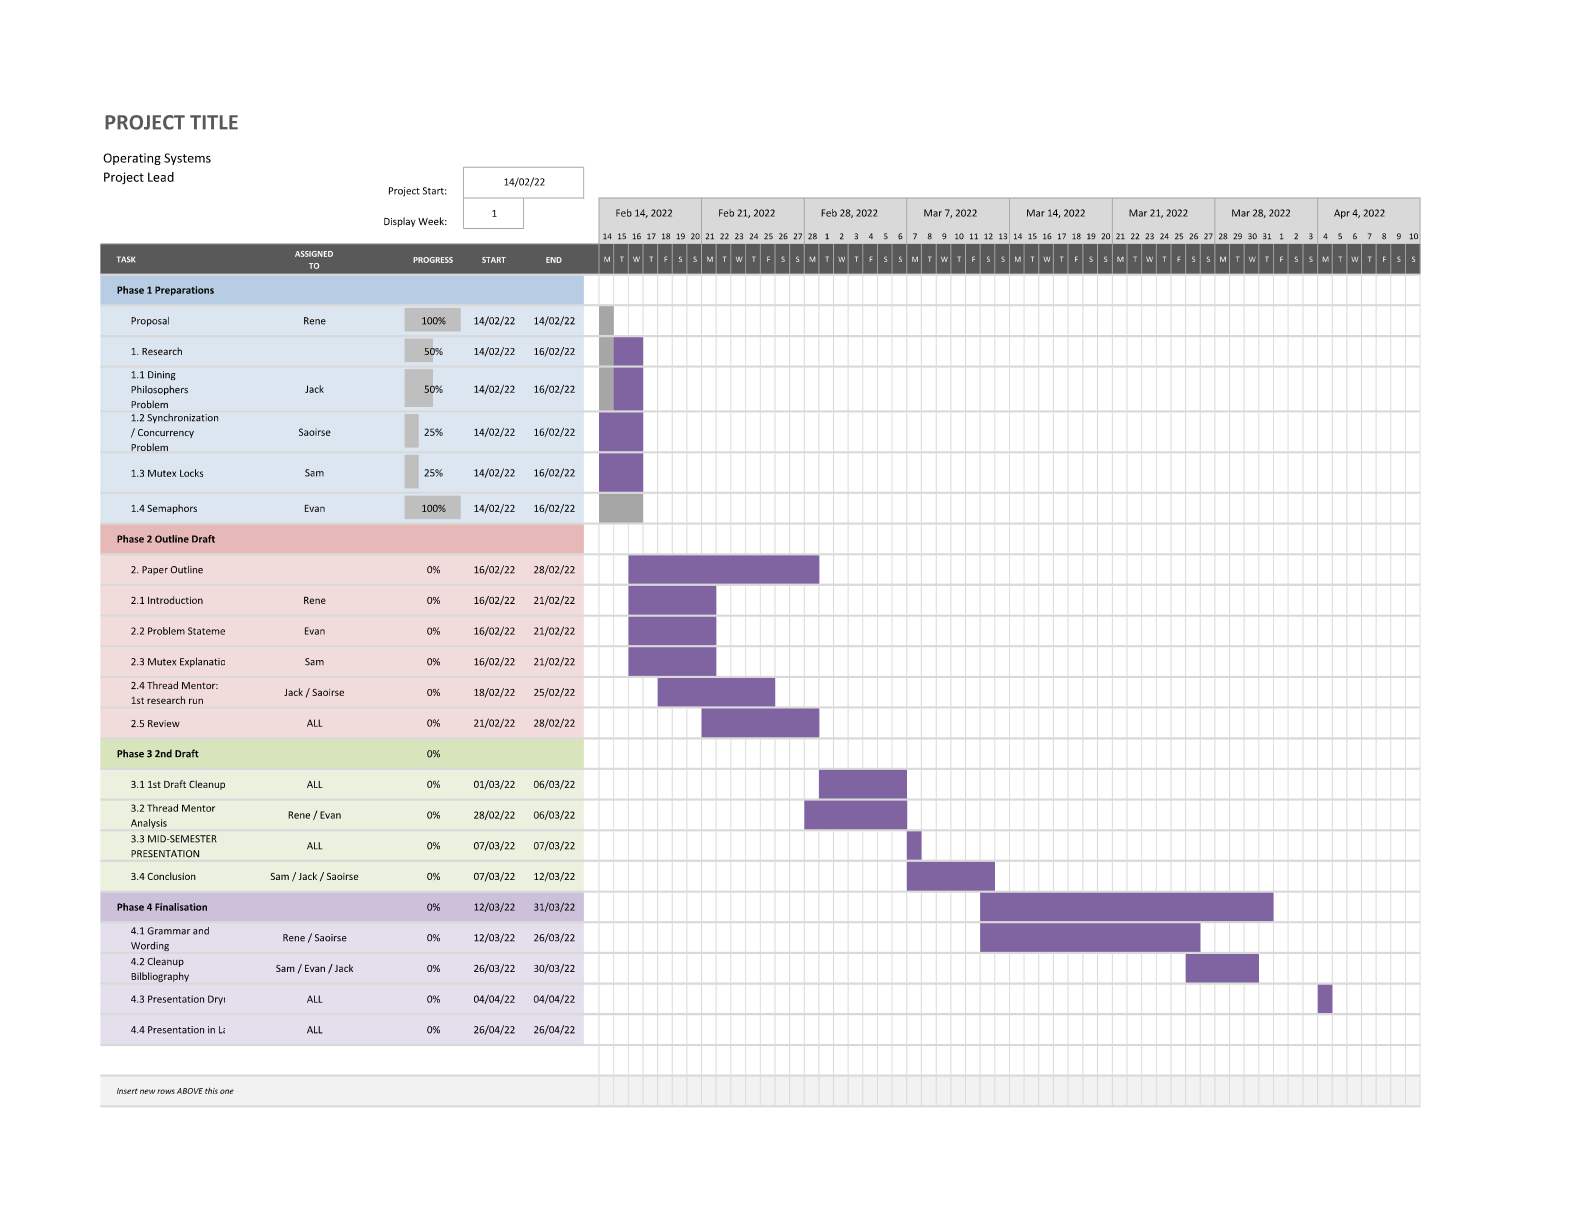 PROJECT TITLE
Operating Systems
Project Lead
Project Start: 14/02/22
Display Week: 1
Feb 14, 2022 Feb 21, 2022 Feb 28, 2022 Mar 7, 2022 Mar 14, 2022 Mar 21, 2022 Mar 28, 2022 Apr 4, 2022
14 15 16 17 18 19 20 21 22 23 24 25 26 27 28 1 2 3 4 5 6 7 8 9 10 11 12 13 14 15 16 17 18 19 20 21 22 23 24 25 26 27 28 29 30 31 1 2 3 4 5 6 7 8 9 10
TASK ASSIGNED TO PROGRESS START END M T W T F S S M T W T F S S M T W T F S S M T W T F S S M T W T F S S M T W T F S S M T W T F S S M T W T F S S
Phase 1 Preparations
Proposal Rene 100% 14/02/22 14/02/22
1. Research 50% 14/02/22 16/02/22
1.1 Dining
Philosophers
Problem Jack 50% 14/02/22 16/02/22
1.2 Synchronization
/ Concurrency
Problem Saoirse 25% 14/02/22 16/02/22
1.3 Mutex Locks Sam 25% 14/02/22 16/02/22
1.4 Semaphors Evan 100% 14/02/22 16/02/22
Phase 2 Outline Draft
2. Paper Outline 0% 16/02/22 28/02/22
2.1 Introduction Rene 0% 16/02/22 21/02/22
2.2 Problem Stateme Evan 0% 16/02/22 21/02/22
2.3 Mutex Explanatio Sam 0% 16/02/22 21/02/22
2.4 Thread Mentor:
1st research run Jack / Saoirse 0% 18/02/22 25/02/22
2.5 Review ALL 0% 21/02/22 28/02/22
Phase 3 2nd Draft 0%
3.1 1st Draft Cleanup ALL 0% 01/03/22 06/03/22
3.2 Thread Mentor
Analysis Rene / Evan 0% 28/02/22 06/03/22
3.3 MID-SEMESTER
PRESENTATION ALL 0% 07/03/22 07/03/22
3.4 Conclusion Sam / Jack / Saoirse 0% 07/03/22 12/03/22
Phase 4 Finalisation 0% 12/03/22 31/03/22
4.1 Grammar and
Wording Rene / Saoirse 0% 12/03/22 26/03/22
4.2 Cleanup
Bilbliography Sam / Evan / Jack 0% 26/03/22 30/03/22
4.3 Presentation Dry ALL 0% 04/04/22 04/04/22
4.4 Presentation in La ALL 0% 26/04/22 26/04/22
Insert new rows ABOVE this one